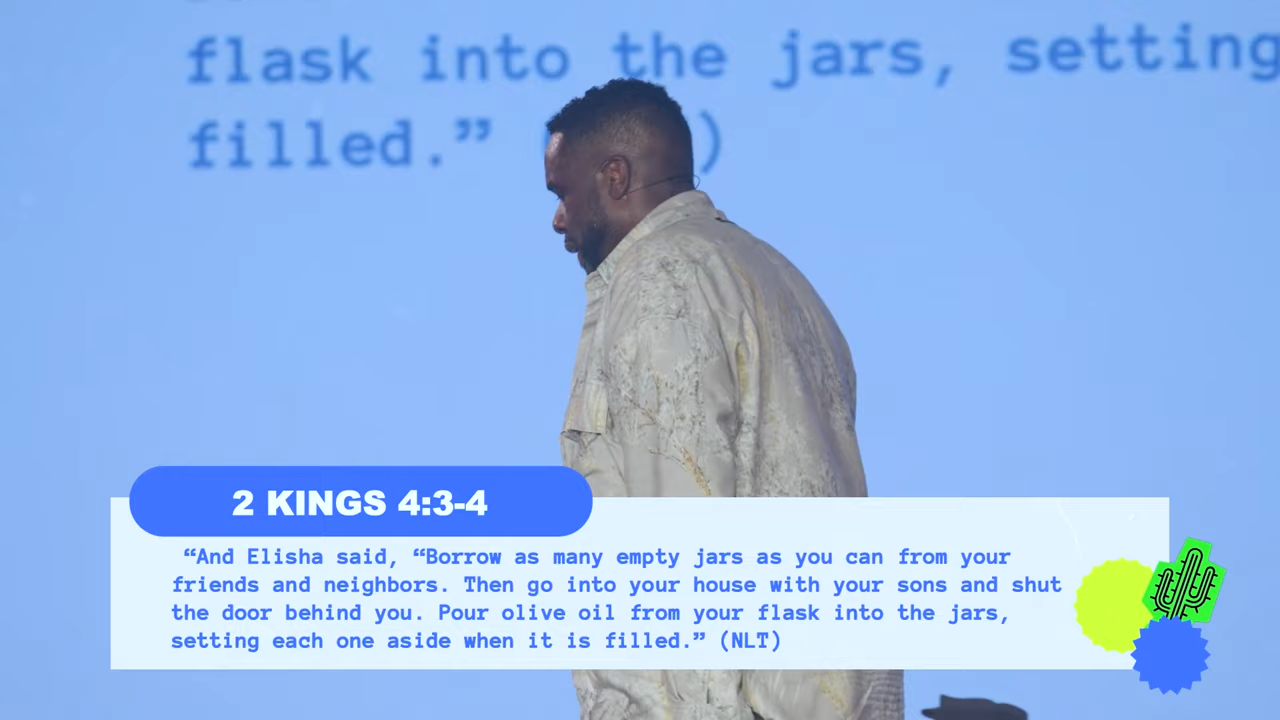 flask into the jars, setting
filled.” )
2 KINGS 4:3-4
“And Elisha said, “Borrow as many empty jars as you can from your
friends and neighbors. Then go into your house with your sons and shut
the door behind you. Pour olive oil from your flask into the jars,
setting each one aside when it is filled.” (NLT)